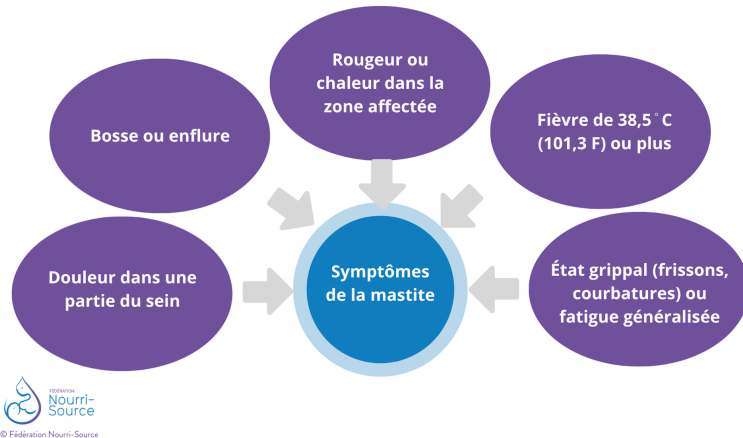 Rougeur ou
chaleur dans la
zone affectée
Bosse ou enflure
Fièvre de 38,5°C
(101,3 F) ou plus
Douleur dans une
partie du sein
Symptômes
de la mastite
État grippal (frissons,
courbatures) ou
fatigue généralisée
FÉDÉRATION
Nourri-
Source
© Fédération Nourri-Source